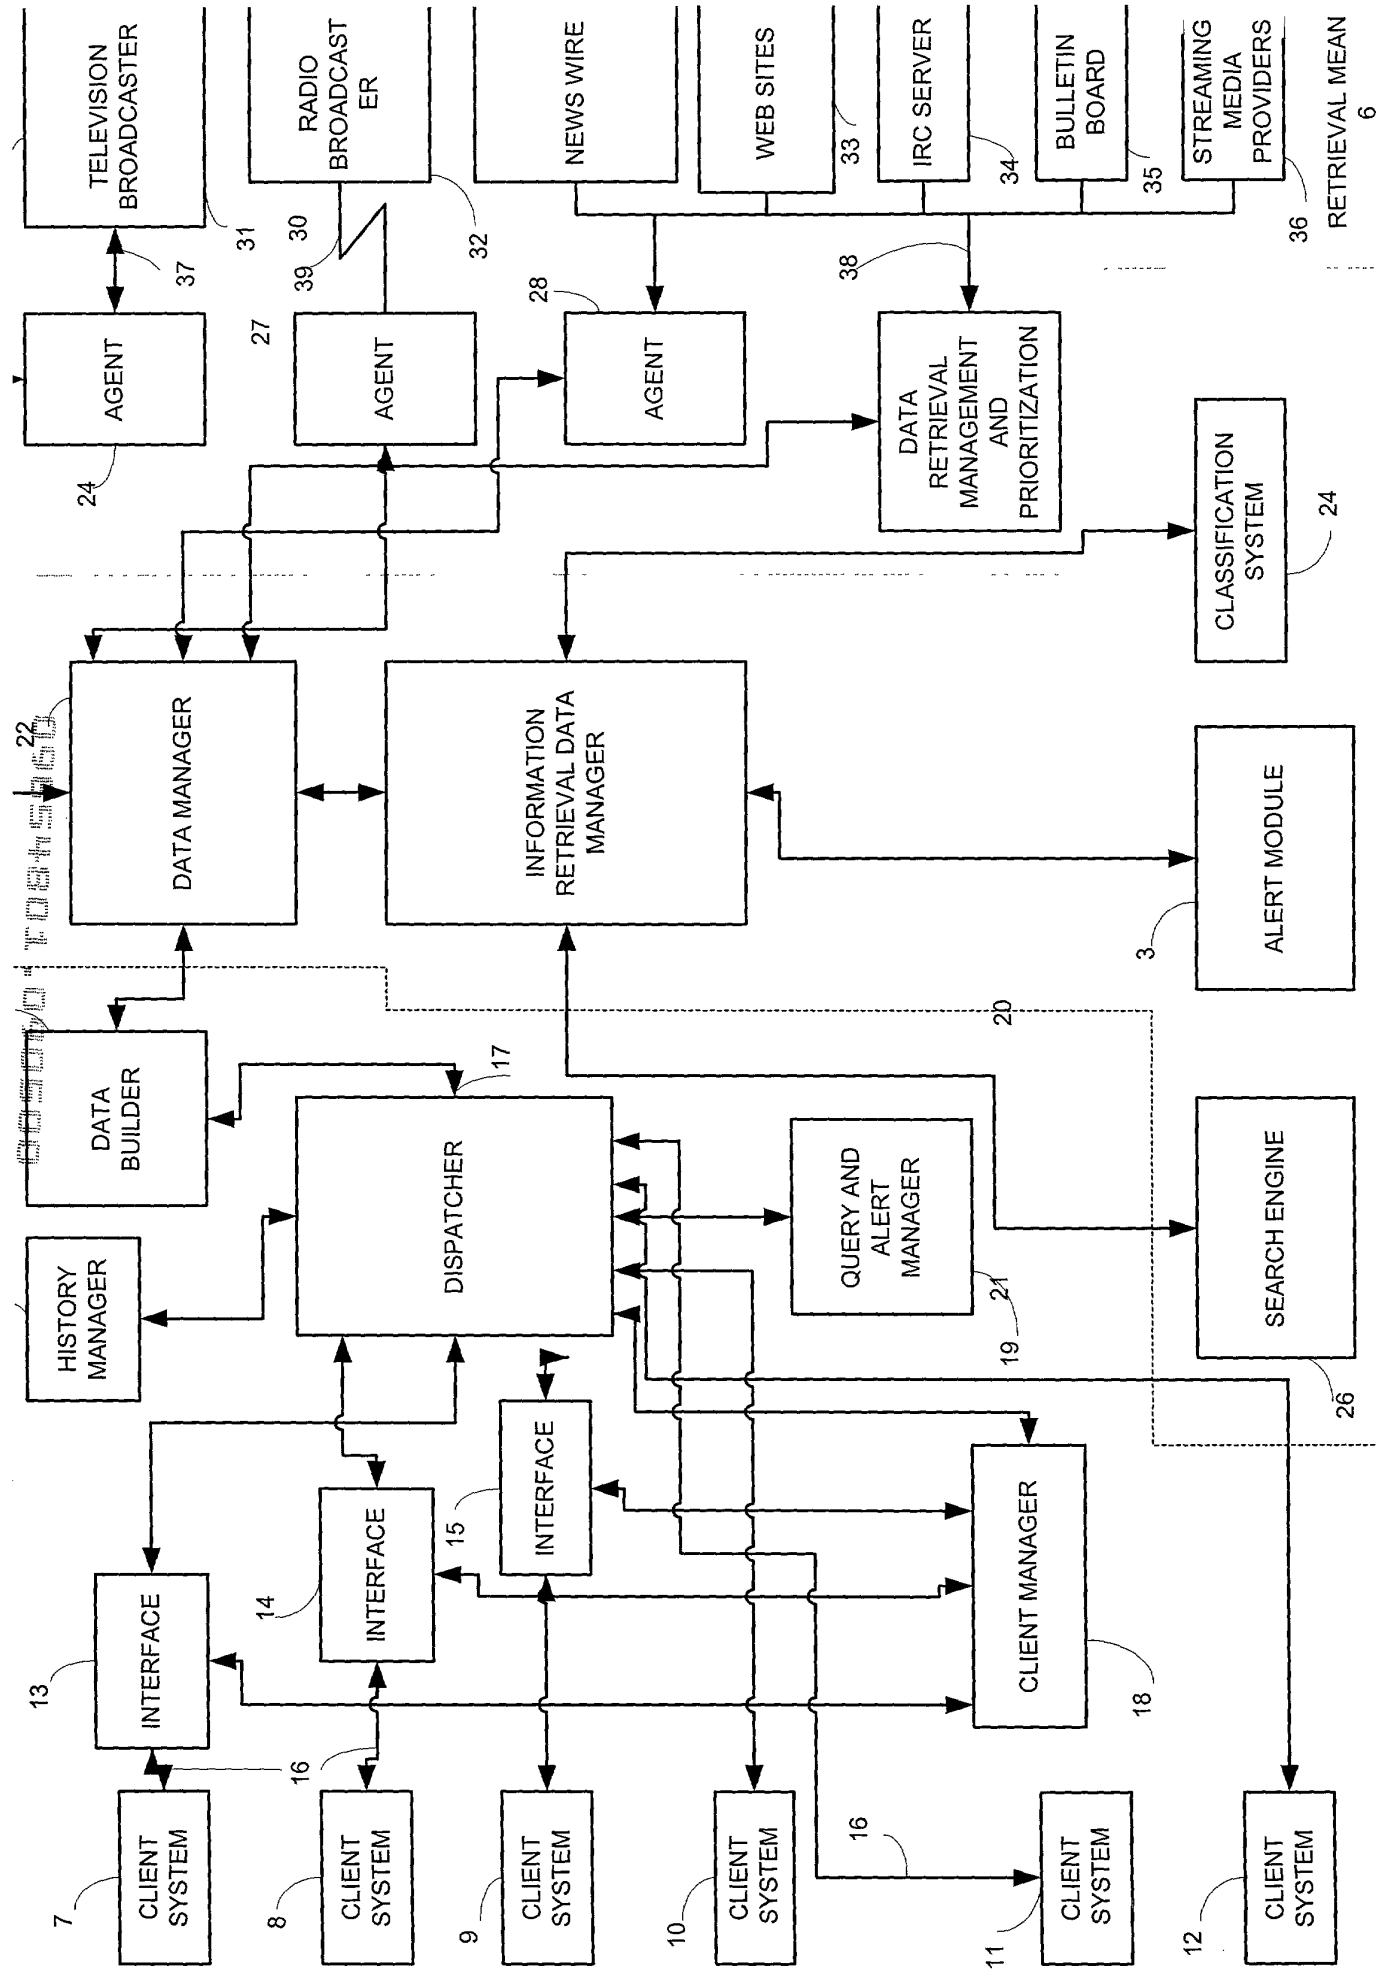 TELEVISION
BROADCASTER
31
37
AGENT
24
RADIO
BROADCAST
ER
30
39
32
27
AGENT
NEWS WIRE
28
AGENT
WEB SITES
33
IRC SERVER
34
38
BULLETIN
BOARD
35
STREAMING
MEDIA
PROVIDERS
36
RETRIEVAL MEAN
6
DATA
RETRIEVAL
MANAGEMENT
AND
PRIORITIZATION
CLASSIFICATION
SYSTEM
24
22
DATA MANAGER
INFORMATION
RETRIEVAL DATA
MANAGER
3
ALERT MODULE
DATA
BUILDER
17
20
HISTORY
MANAGER
DISPATCHER
QUERY AND
ALERT
MANAGER
21
19
SEARCH ENGINE
26
13
INTERFACE
14
INTERFACE
15
INTERFACE
CLIENT MANAGER
18
16
16
7
CLIENT
SYSTEM
8
CLIENT
SYSTEM
9
CLIENT
SYSTEM
10
CLIENT
SYSTEM
11
CLIENT
SYSTEM
12
CLIENT
SYSTEM